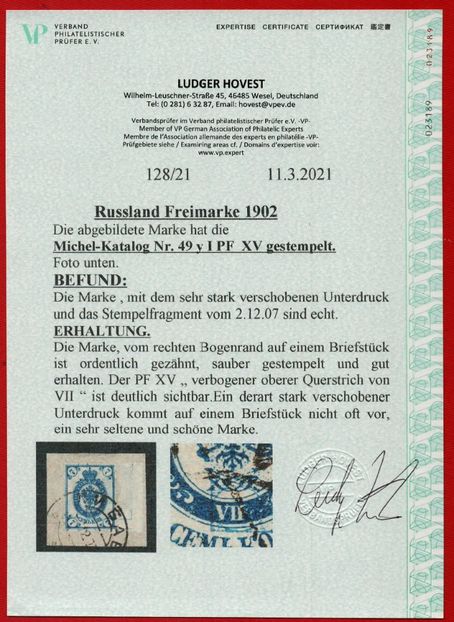 VP
VERBAND
PHILATELISTISCHER
PRÜFER E. V.
EXPERTISE CERTIFICATE CERTIFICADO СЕРТИФИКАТ 鑑定書
023189
023189
LUDGER HOVEST
Wilhelm-Leuschner-Straße 45, 46485 Wesel, Deutschland
Tel: (0 281) 6 32 87, Email: hovest@vpev.de
Verbandsprüfer im Verband philatelistischer Prüfer e.V. -VP-
Member of VP German Association of Philatelic Experts
Membre de l'Association allemande des experts en philatélie -VP-
Prüfgebiete siehe / Examiring areas cf. / Domains d'expertise voir:
www.vp.expert
128/21 11.3.2021
Russland Freimarke 1902
Die abgebildete Marke hat die
Michel-Katalog Nr. 49 y I PF XV gestempelt.
Foto unten.
BEFUND:
Die Marke , mit dem sehr stark verschobenen Unterdruck
und das Stempelfragment vom 2.12.07 sind echt.
ERHALTUNG.
Die Marke, vom rechten Bogenrand auf einem Briefstück
ist ordentlich gezähnt, sauber gestempelt und gut
erhalten. Der PF XV „ verbogener oberer Querstrich von
VII “ ist deutlich sichtbar.Ein derart stark verschobener
Unterdruck kommt auf einem Briefstück nicht oft vor,
ein sehr seltene und schöne Marke.
VII